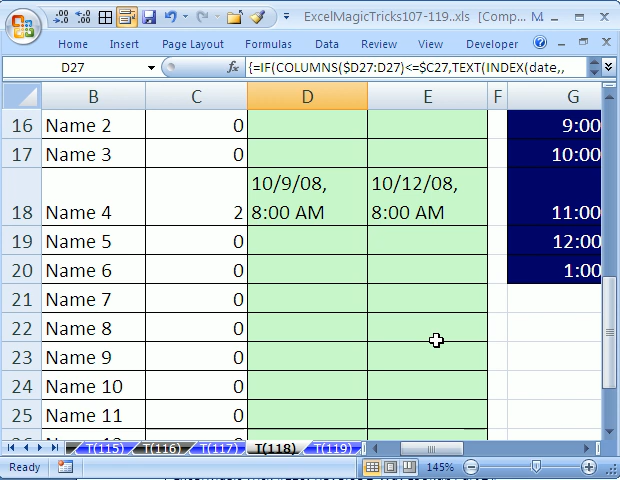 ExcelMagicTricks107-119..xls [Comp... M
Home Insert Page Layout Formulas Data Review View Developer
D27 fx {=IF(COLUMNS($D27:D27)<=$C27,TEXT(INDEX(date,,
B C D E F G
16 Name 2 0 9:00
17 Name 3 0 10:00
10/9/08, 10/12/08,
18 Name 4 2 8:00 AM 8:00 AM 11:00
19 Name 5 0 12:00
20 Name 6 0 1:00
21 Name 7 0
22 Name 8 0
23 Name 9 0
24 Name 10 0
25 Name 11 0
T(115) T(116) T(117) T(118) T(119)
Ready 145%